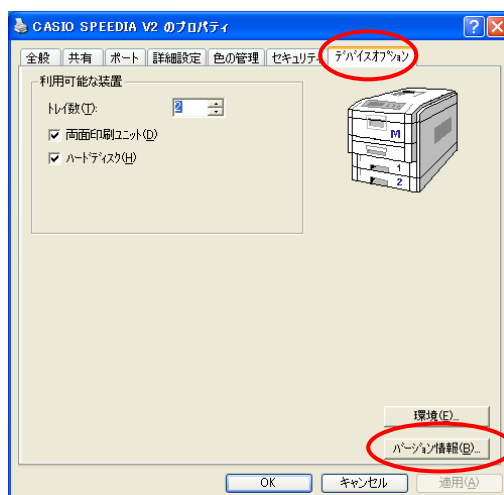 CASIO SPEEDIA V2 のプロパティ
全般 共有 ポート 詳細設定 色の管理 セキュリティ ﾃﾞﾊﾞｲｽｵﾌﾟｼｮﾝ
利用可能な装置
ﾄﾚｲ数(T): 2
両面印刷ﾕﾆｯﾄ(D)
ﾊｰﾄﾞﾃﾞｨｽｸ(H)
M
1
2
環境(E)...
ﾊﾞｰｼﾞｮﾝ情報(B)...
OK キャンセル 適用(A)